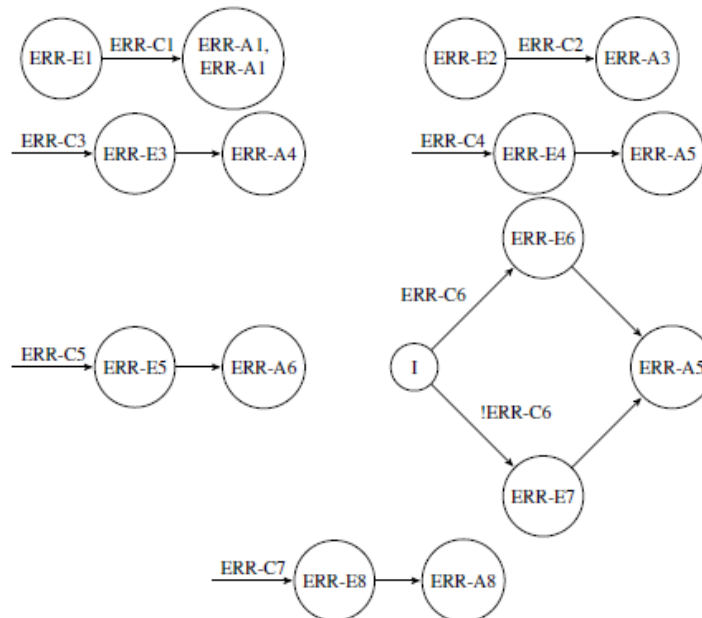 ERR-E1
ERR-C1
ERR-A1,
ERR-A1
ERR-E2
ERR-C2
ERR-A3
ERR-C3
ERR-E3
ERR-A4
ERR-C4
ERR-E4
ERR-A5
ERR-E6
ERR-C6
ERR-C5
ERR-E5
ERR-A6
I
ERR-A5
!ERR-C6
ERR-E7
ERR-C7
ERR-E8
ERR-A8